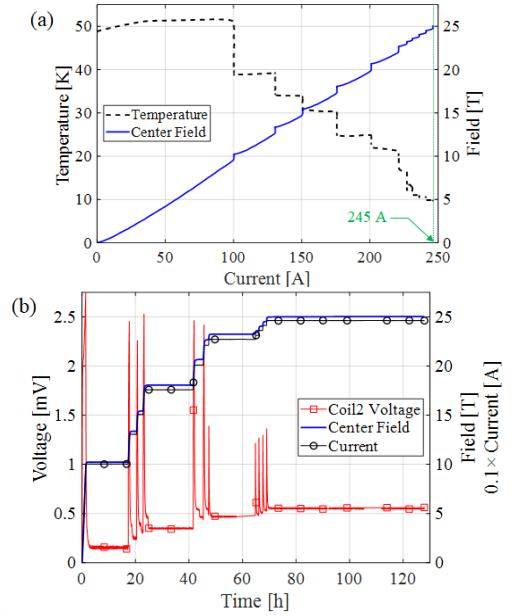 (a)
50
40
30
20
10
0
Temperature [K]
Temperature
Center Field
25
20
15
10
5
0
Field [T]
245 A
0
50
100
150
200
250
Current [A]
(b)
2.5
2
1.5
1
0.5
0
Voltage [mV]
Coil2 Voltage
Center Field
Current
25
20
15
10
5
0
Field [T]
0.1× Current [A]
0
20
40
60
80
100
120
Time [h]